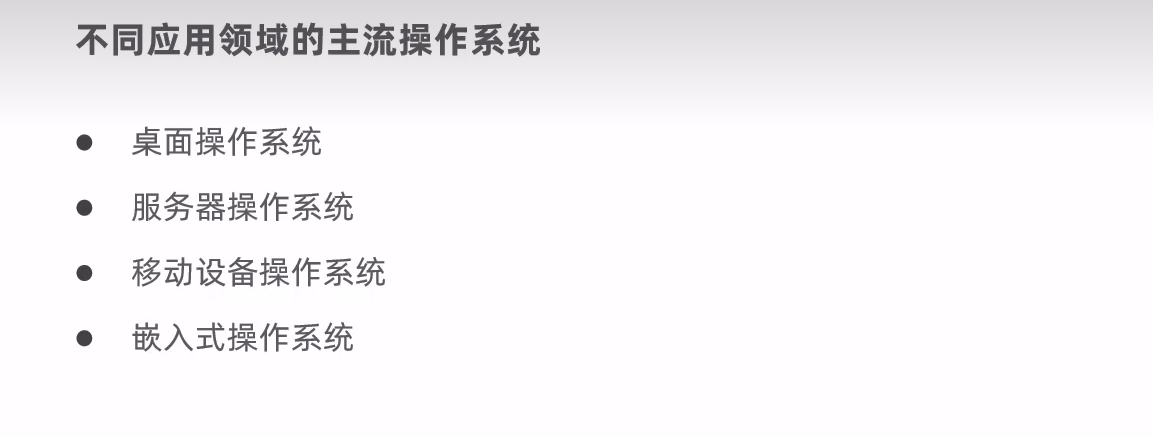 不同应用领域的主流操作系统
● 桌面操作系统
● 服务器操作系统
● 移动设备操作系统
● 嵌入式操作系统